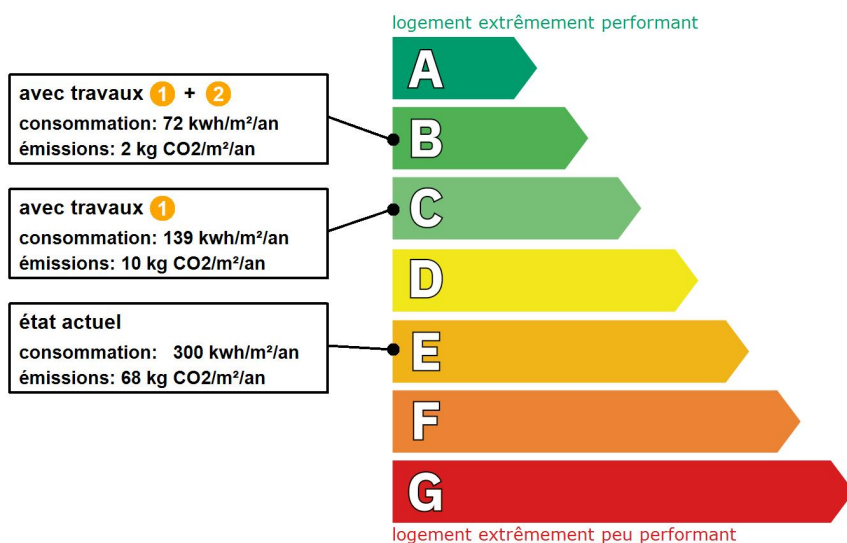 logement extrêmement performant
A
avec travaux 1 + 2
consommation: 72 kwh/m²/an
émissions: 2 kg CO2/m²/an
B
avec travaux 1
consommation: 139 kwh/m²/an
émissions: 10 kg CO2/m²/an
C
D
état actuel
consommation: 300 kwh/m²/an
émissions: 68 kg CO2/m²/an
E
F
G
logement extrêmement peu performant